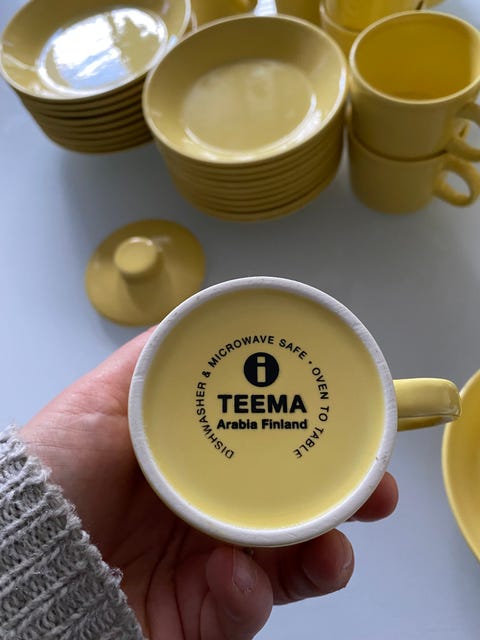 DISHWASHER & MICROWAVE SAFE • OVEN TO TABLE
i
TEEMA
Arabia Finland